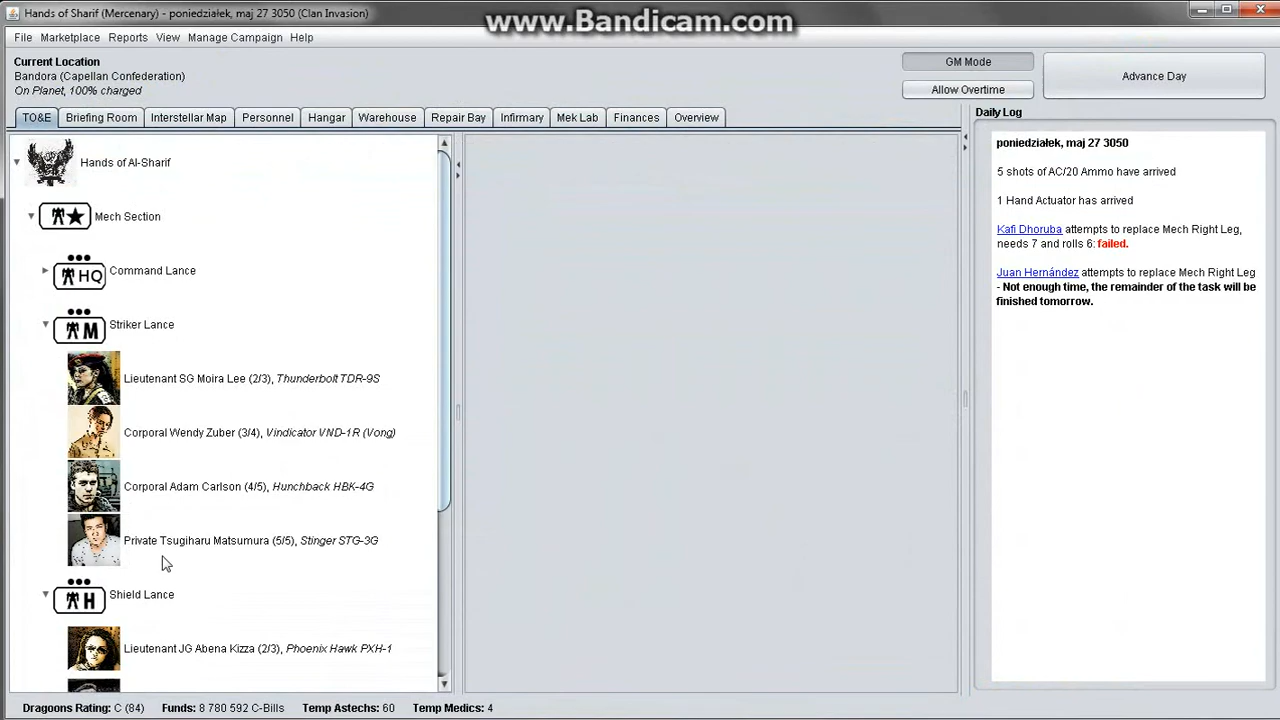 Hands of Sharif (Mercenary) - poniedziałek, maj 27 3050 (Clan Invasion)
www.Bandicam.com
File Marketplace Reports View Manage Campaign Help
Current Location
Bandora (Capellan Confederation)
On Planet, 100% charged
GM Mode
Allow Overtime
Advance Day
TO&E Briefing Room Interstellar Map Personnel Hangar Warehouse Repair Bay Infirmary Mek Lab Finances Overview
Hands of Al-Sharif
Mech Section
HQ Command Lance
M Striker Lance
Lieutenant SG Moira Lee (2/3), Thunderbolt TDR-9S
Corporal Wendy Zuber (3/4), Vindicator VND-1R (Vong)
Corporal Adam Carlson (4/5), Hunchback HBK-4G
Private Tsugiharu Matsumura (5/5), Stinger STG-3G
H Shield Lance
Lieutenant JG Abena Kizza (2/3), Phoenix Hawk PXH-1
Daily Log
poniedziałek, maj 27 3050
5 shots of AC/20 Ammo have arrived
1 Hand Actuator has arrived
Kafi Dhoruba attempts to replace Mech Right Leg,
needs 7 and rolls 6: failed.
Juan Hernández attempts to replace Mech Right Leg
- Not enough time, the remainder of the task will be
finished tomorrow.
Dragoons Rating: C (84) Funds: 8 780 592 C-Bills Temp Astechs: 60 Temp Medics: 4